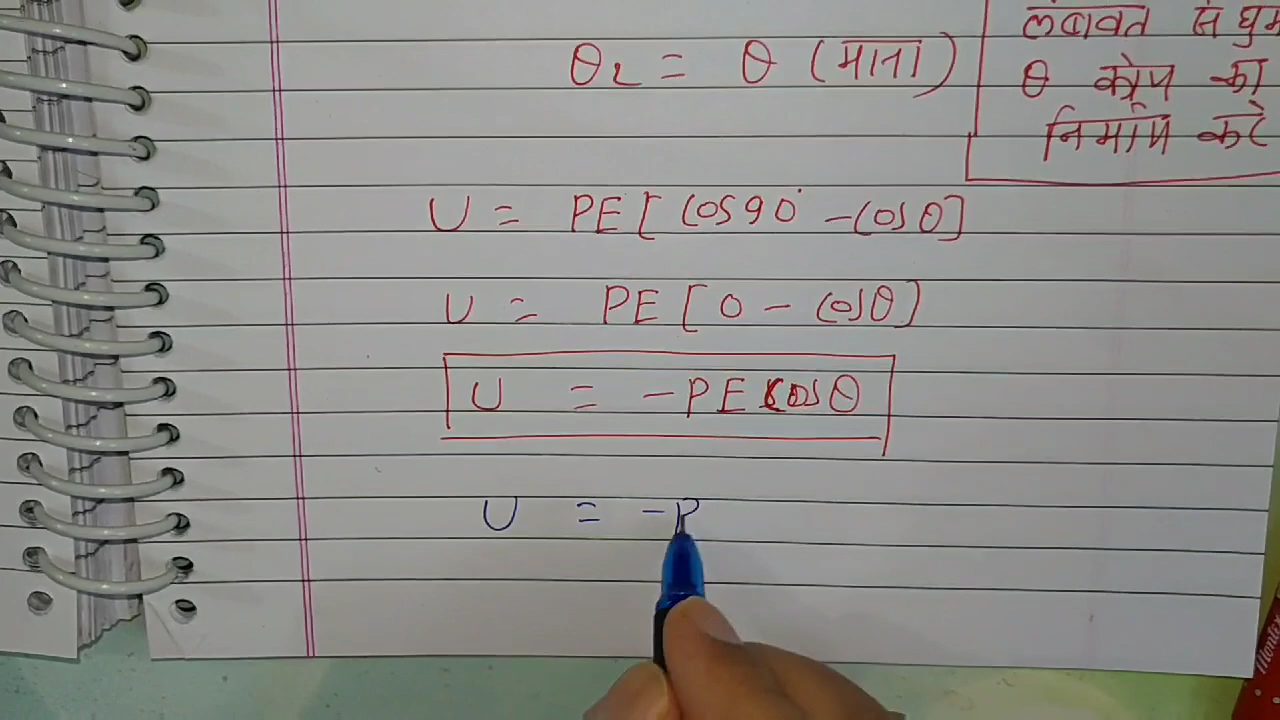 लंबवत से घुम
θ₂ = θ (माना)
θ कोण का
निर्माण करे
U = PE[cos90° - cosθ]
U = PE[0 - cosθ]
U = -PE cosθ
U = -P